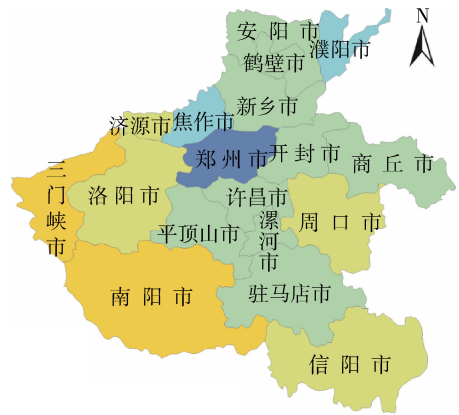 N
安阳市
濮阳市
鹤壁市
新乡市
济源市
焦作市
郑州市
开封市
商丘市
三门峡市
洛阳市
许昌市
平顶山市
漯河市
周口市
南阳市
驻马店市
信阳市